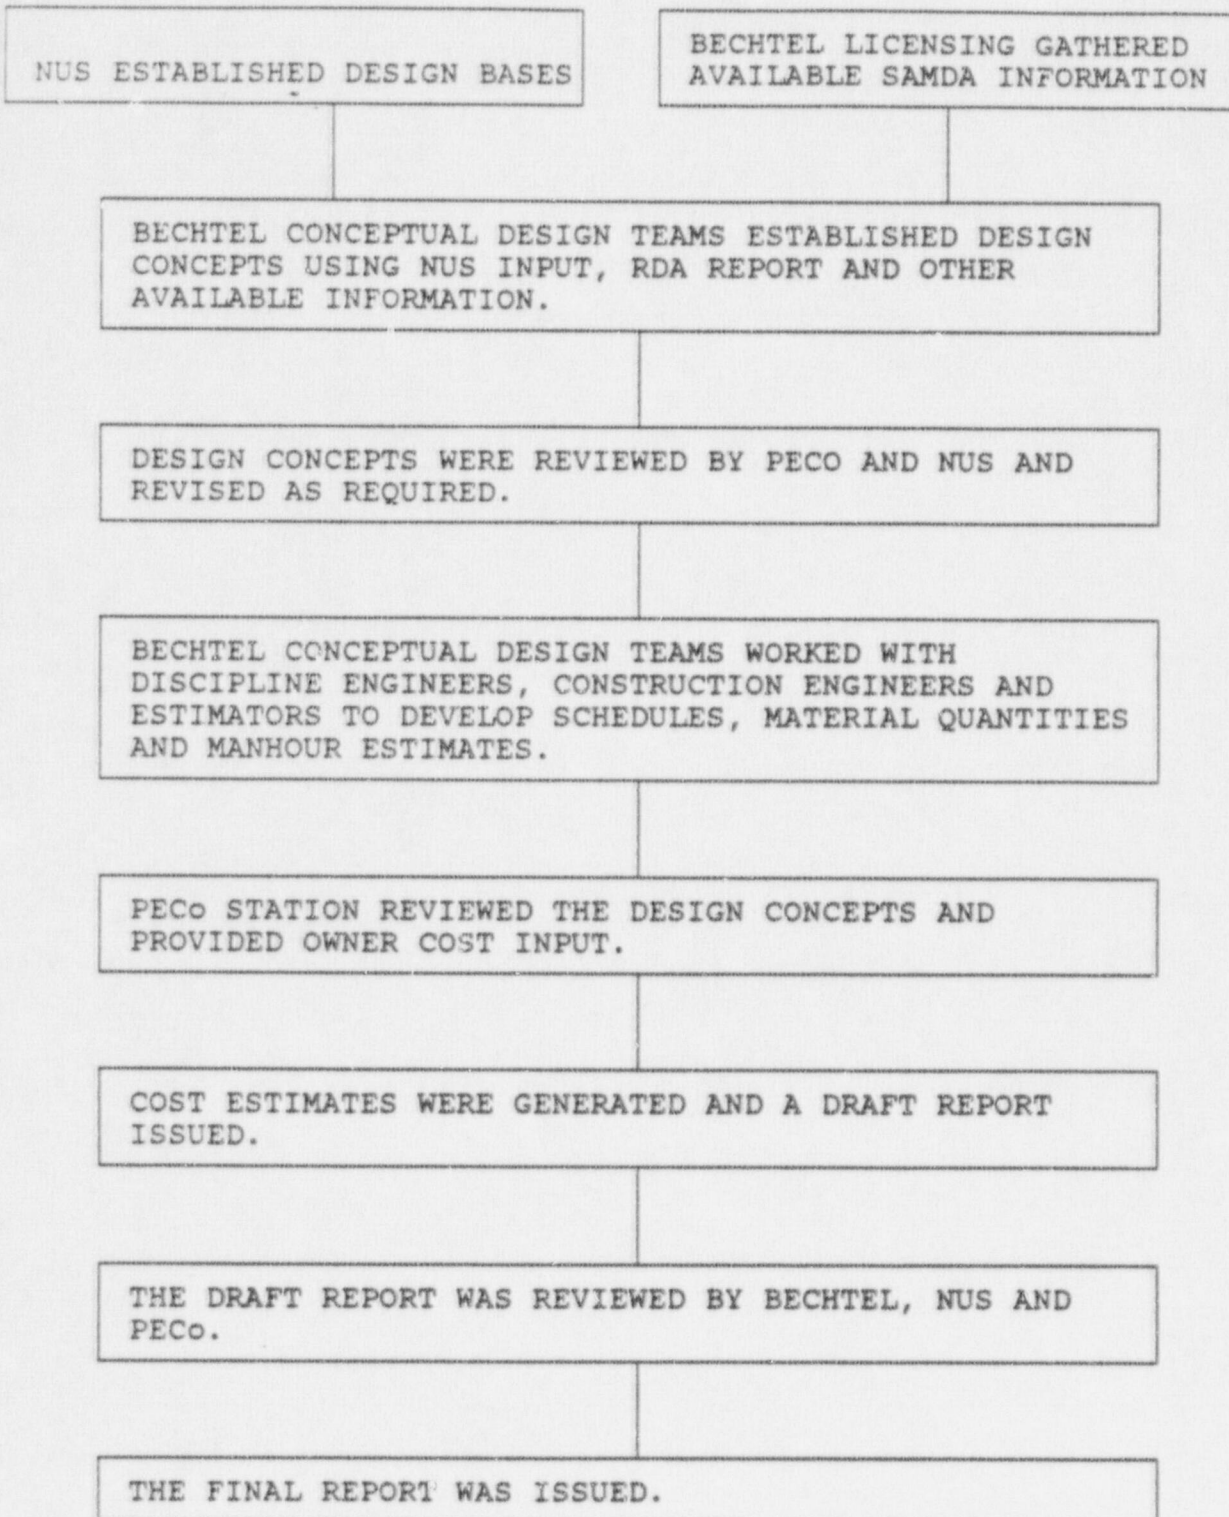 NUS ESTABLISHED DESIGN BASES
BECHTEL LICENSING GATHERED
AVAILABLE SAMDA INFORMATION
BECHTEL CONCEPTUAL DESIGN TEAMS ESTABLISHED DESIGN
CONCEPTS USING NUS INPUT, RDA REPORT AND OTHER
AVAILABLE INFORMATION.
DESIGN CONCEPTS WERE REVIEWED BY PECO AND NUS AND
REVISED AS REQUIRED.
BECHTEL CONCEPTUAL DESIGN TEAMS WORKED WITH
DISCIPLINE ENGINEERS, CONSTRUCTION ENGINEERS AND
ESTIMATORS TO DEVELOP SCHEDULES, MATERIAL QUANTITIES
AND MANHOUR ESTIMATES.
PECo STATION REVIEWED THE DESIGN CONCEPTS AND
PROVIDED OWNER COST INPUT.
COST ESTIMATES WERE GENERATED AND A DRAFT REPORT
ISSUED.
THE DRAFT REPORT WAS REVIEWED BY BECHTEL, NUS AND
PECo.
THE FINAL REPORT WAS ISSUED.